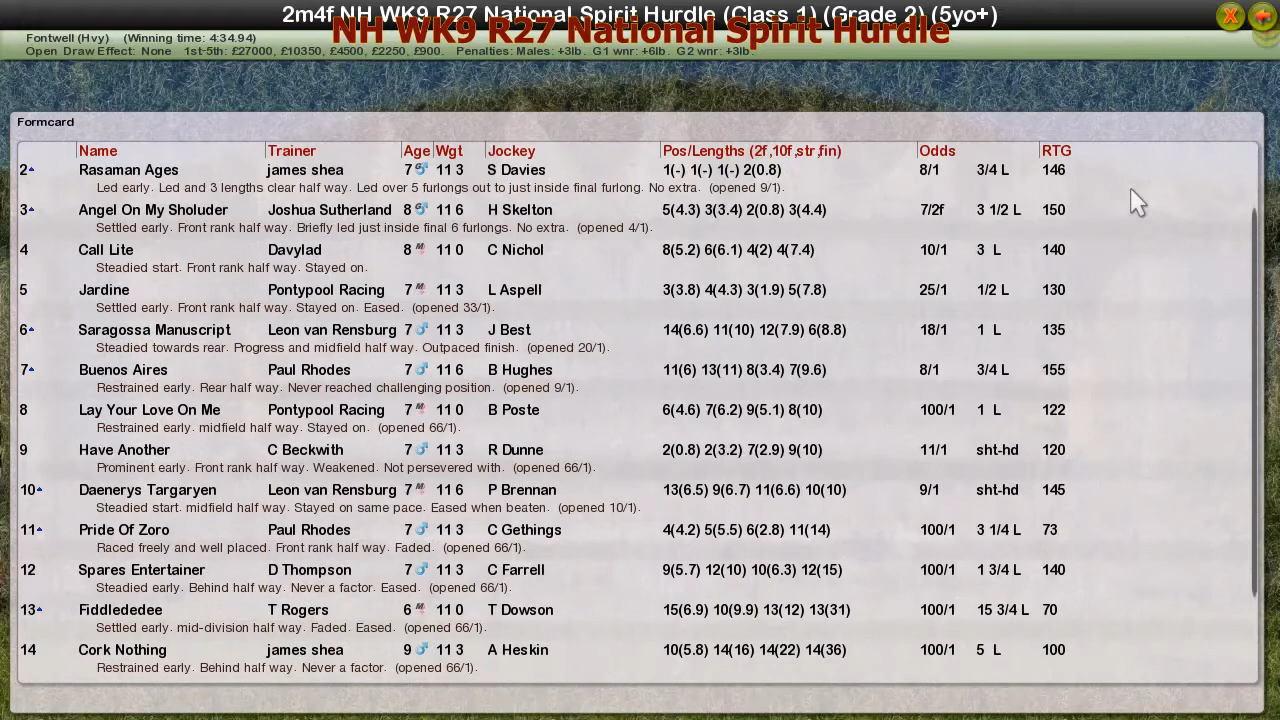 2m4f NH WK9 R27 National Spirit Hurdle (Class 1) (Grade 2) (5yo+)
NH WK9 R27 National Spirit Hurdle
Fontwell (Hvy) (Winning time: 4:34.94)
Open Draw Effect: None 1st-5th: £27000, £10350, £4500, £2250, £900. Penalties: Males: +3lb. G1 wnr: +6lb. G2 wnr: +3lb.
Formcard
Name Trainer Age Wgt Jockey Pos/Lengths (2f,10f,str,fin) Odds RTG
2 Rasaman Ages james shea 7 11 3 S Davies 1(-) 1(-) 1(-) 2(0.8) 8/1 3/4 L 146
Led early. Led and 3 lengths clear half way. Led over 5 furlongs out to just inside final furlong. No extra. (opened 9/1).
3 Angel On My Sholuder Joshua Sutherland 8 11 6 H Skelton 5(4.3) 3(3.4) 2(0.8) 3(4.4) 7/2f 3 1/2 L 150
Settled early. Front rank half way. Briefly led just inside final 6 furlongs. No extra. (opened 4/1).
4 Call Lite Davylad 8 M 11 0 C Nichol 8(5.2) 6(6.1) 4(2) 4(7.4) 10/1 3 L 140
Steadied start. Front rank half way. Stayed on.
5 Jardine Pontypool Racing 7 M 11 3 L Aspell 3(3.8) 4(4.3) 3(1.9) 5(7.8) 25/1 1/2 L 130
Settled early. Front rank half way. Stayed on. Eased. (opened 33/1).
6 Saragossa Manuscript Leon van Rensburg 7 11 3 J Best 14(6.6) 11(10) 12(7.9) 6(8.8) 18/1 1 L 135
Steadied towards rear. Progress and midfield half way. Outpaced finish. (opened 20/1).
7 Buenos Aires Paul Rhodes 7 11 6 B Hughes 11(6) 13(11) 8(3.4) 7(9.6) 8/1 3/4 L 155
Restrained early. Rear half way. Never reached challenging position. (opened 9/1).
8 Lay Your Love On Me Pontypool Racing 7 M 11 0 B Poste 6(4.6) 7(6.2) 9(5.1) 8(10) 100/1 1 L 122
Restrained early. midfield half way. Stayed on. (opened 66/1).
9 Have Another C Beckwith 7 11 3 R Dunne 2(0.8) 2(3.2) 7(2.9) 9(10) 11/1 sht-hd 120
Prominent early. Front rank half way. Weakened. Not persevered with. (opened 66/1).
10 Daenerys Targaryen Leon van Rensburg 7 M 11 6 P Brennan 13(6.5) 9(6.7) 11(6.6) 10(10) 9/1 sht-hd 145
Steadied start. midfield half way. Stayed on same pace. Eased when beaten. (opened 10/1).
11 Pride Of Zoro Paul Rhodes 7 11 3 C Gethings 4(4.2) 5(5.5) 6(2.8) 11(14) 100/1 3 1/4 L 73
Raced freely and well placed. Front rank half way. Faded. (opened 66/1).
12 Spares Entertainer D Thompson 7 11 3 C Farrell 9(5.7) 12(10) 10(6.3) 12(15) 100/1 1 3/4 L 140
Steadied early. Behind half way. Never a factor. Eased. (opened 66/1).
13 Fiddlededee T Rogers 6 M 11 0 T Dowson 15(6.9) 10(9.9) 13(12) 13(31) 100/1 15 3/4 L 70
Settled early. mid-division half way. Faded. Eased. (opened 66/1).
14 Cork Nothing james shea 9 11 3 A Heskin 10(5.8) 14(16) 14(22) 14(36) 100/1 5 L 100
Restrained early. Behind half way. Never a factor. (opened 66/1).